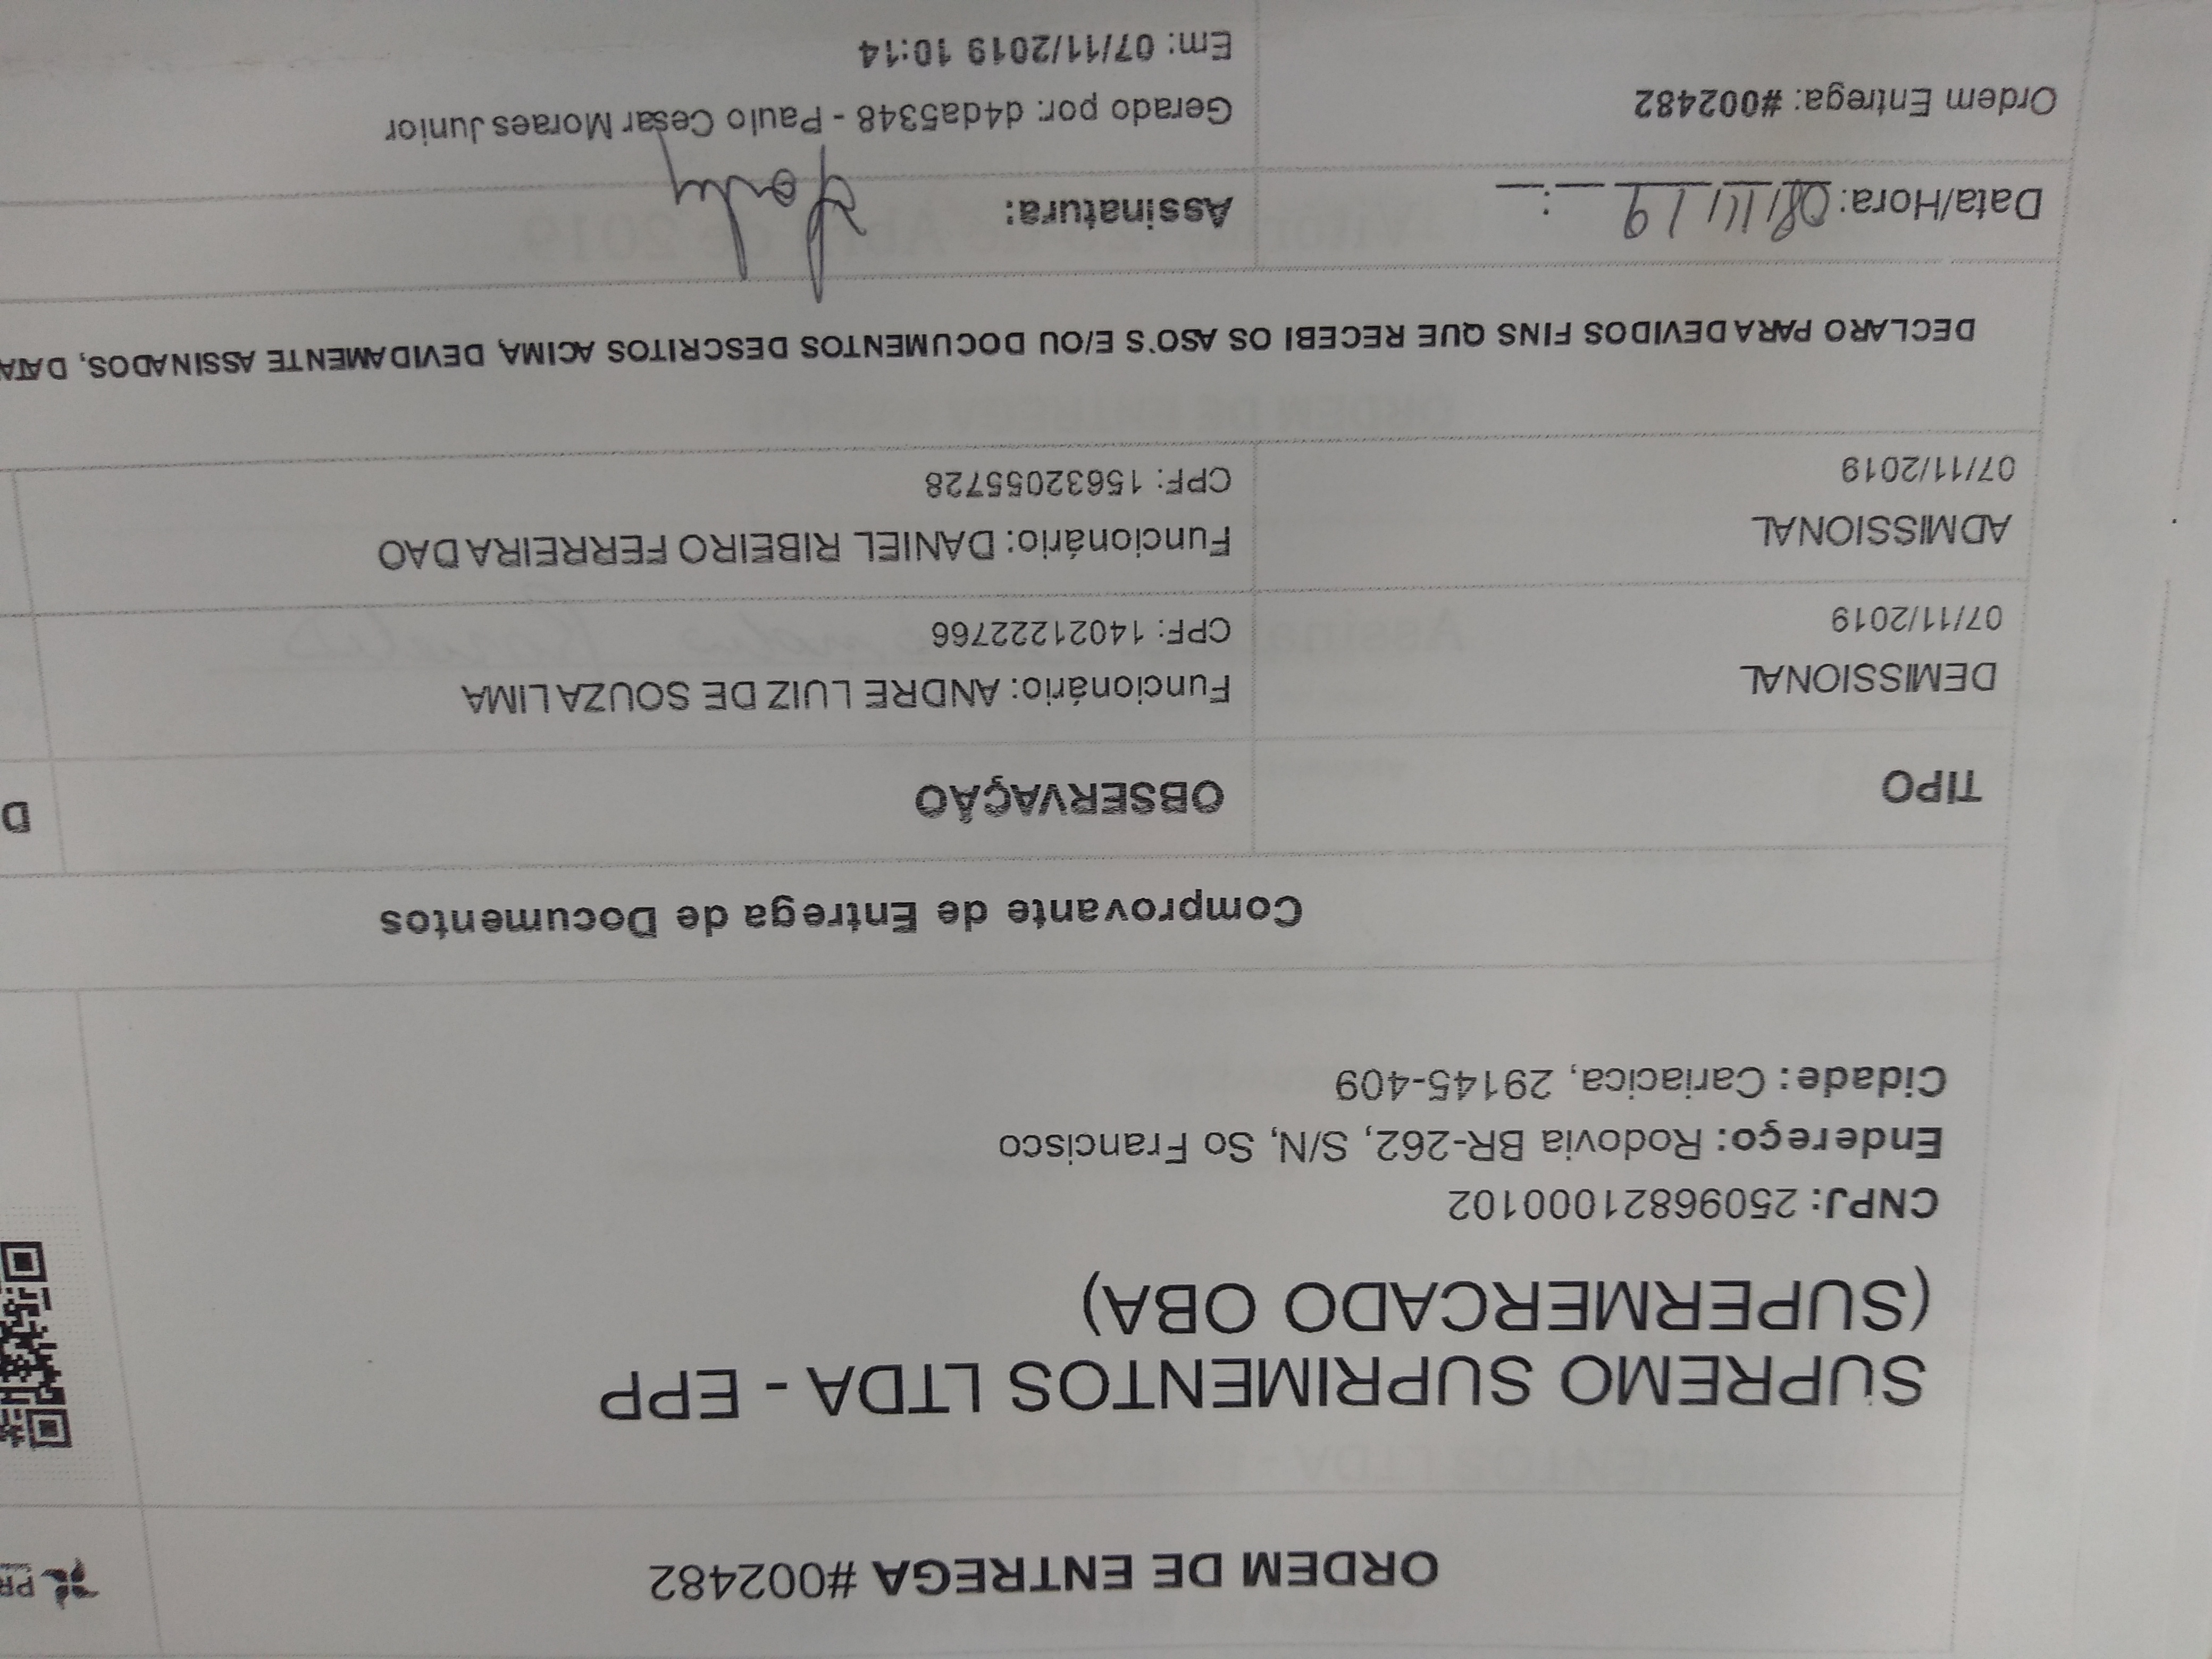 ORDEM DE ENTREGA #002482
PR
SUPREMO SUPRIMENTOS LTDA - EPP
(SUPERMERCADO OBA)
CNPJ: 25096821000102
Endereço: Rodovia BR-262, S/N, So Francisco
Cidade: Cariacica, 29145-409
Comprovante de Entrega de Documentos
TIPO OBSERVAÇÃO D
DEMISSIONAL Funcionário: ANDRE LUIZ DE SOUZA LIMA
07/11/2019 CPF: 14021222766
ADMISSIONAL Funcionário: DANIEL RIBEIRO FERREIRA DAO
07/11/2019 CPF: 15632055728
DECLARO PARA DEVIDOS FINS QUE RECEBI OS ASO'S E/OU DOCUMENTOS DESCRITOS ACIMA, DEVIDAMENTE ASSINADOS, DATA
Data/Hora: 08/11/19 __:__ Assinatura:
Ordem Entrega: #002482 Gerado por: d4da5348 - Paulo Cesar Moraes Junior
Em: 07/11/2019 10:14